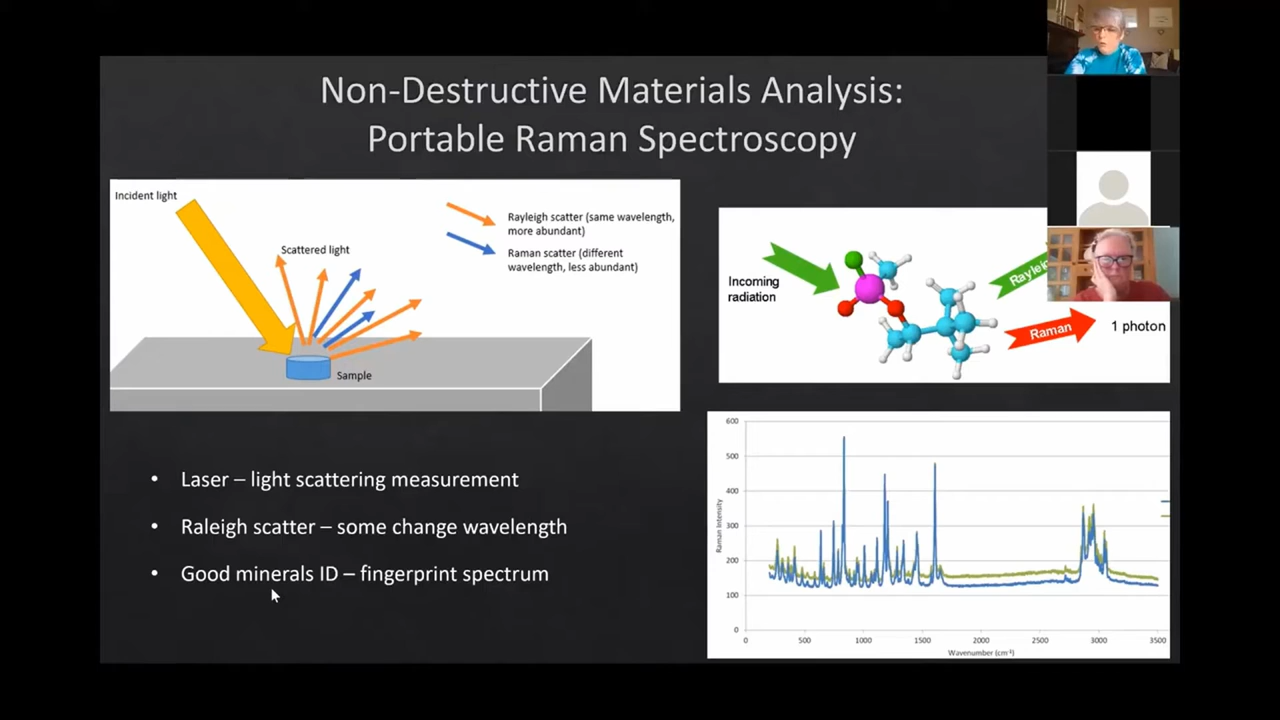 Non-Destructive Materials Analysis:
Portable Raman Spectroscopy
Incident light
Scattered light
Rayleigh scatter (same wavelength,
more abundant)
Raman scatter (different
wavelength, less abundant)
Sample
Incoming
radiation
Raman
1 photon
• Laser – light scattering measurement
• Raleigh scatter – some change wavelength
• Good minerals ID – fingerprint spectrum
600
500
400
300
200
100
0
Raman Intensity
0 500 1000 1500 2000 2500 3000 3500
Wavenumber (cm⁻¹)